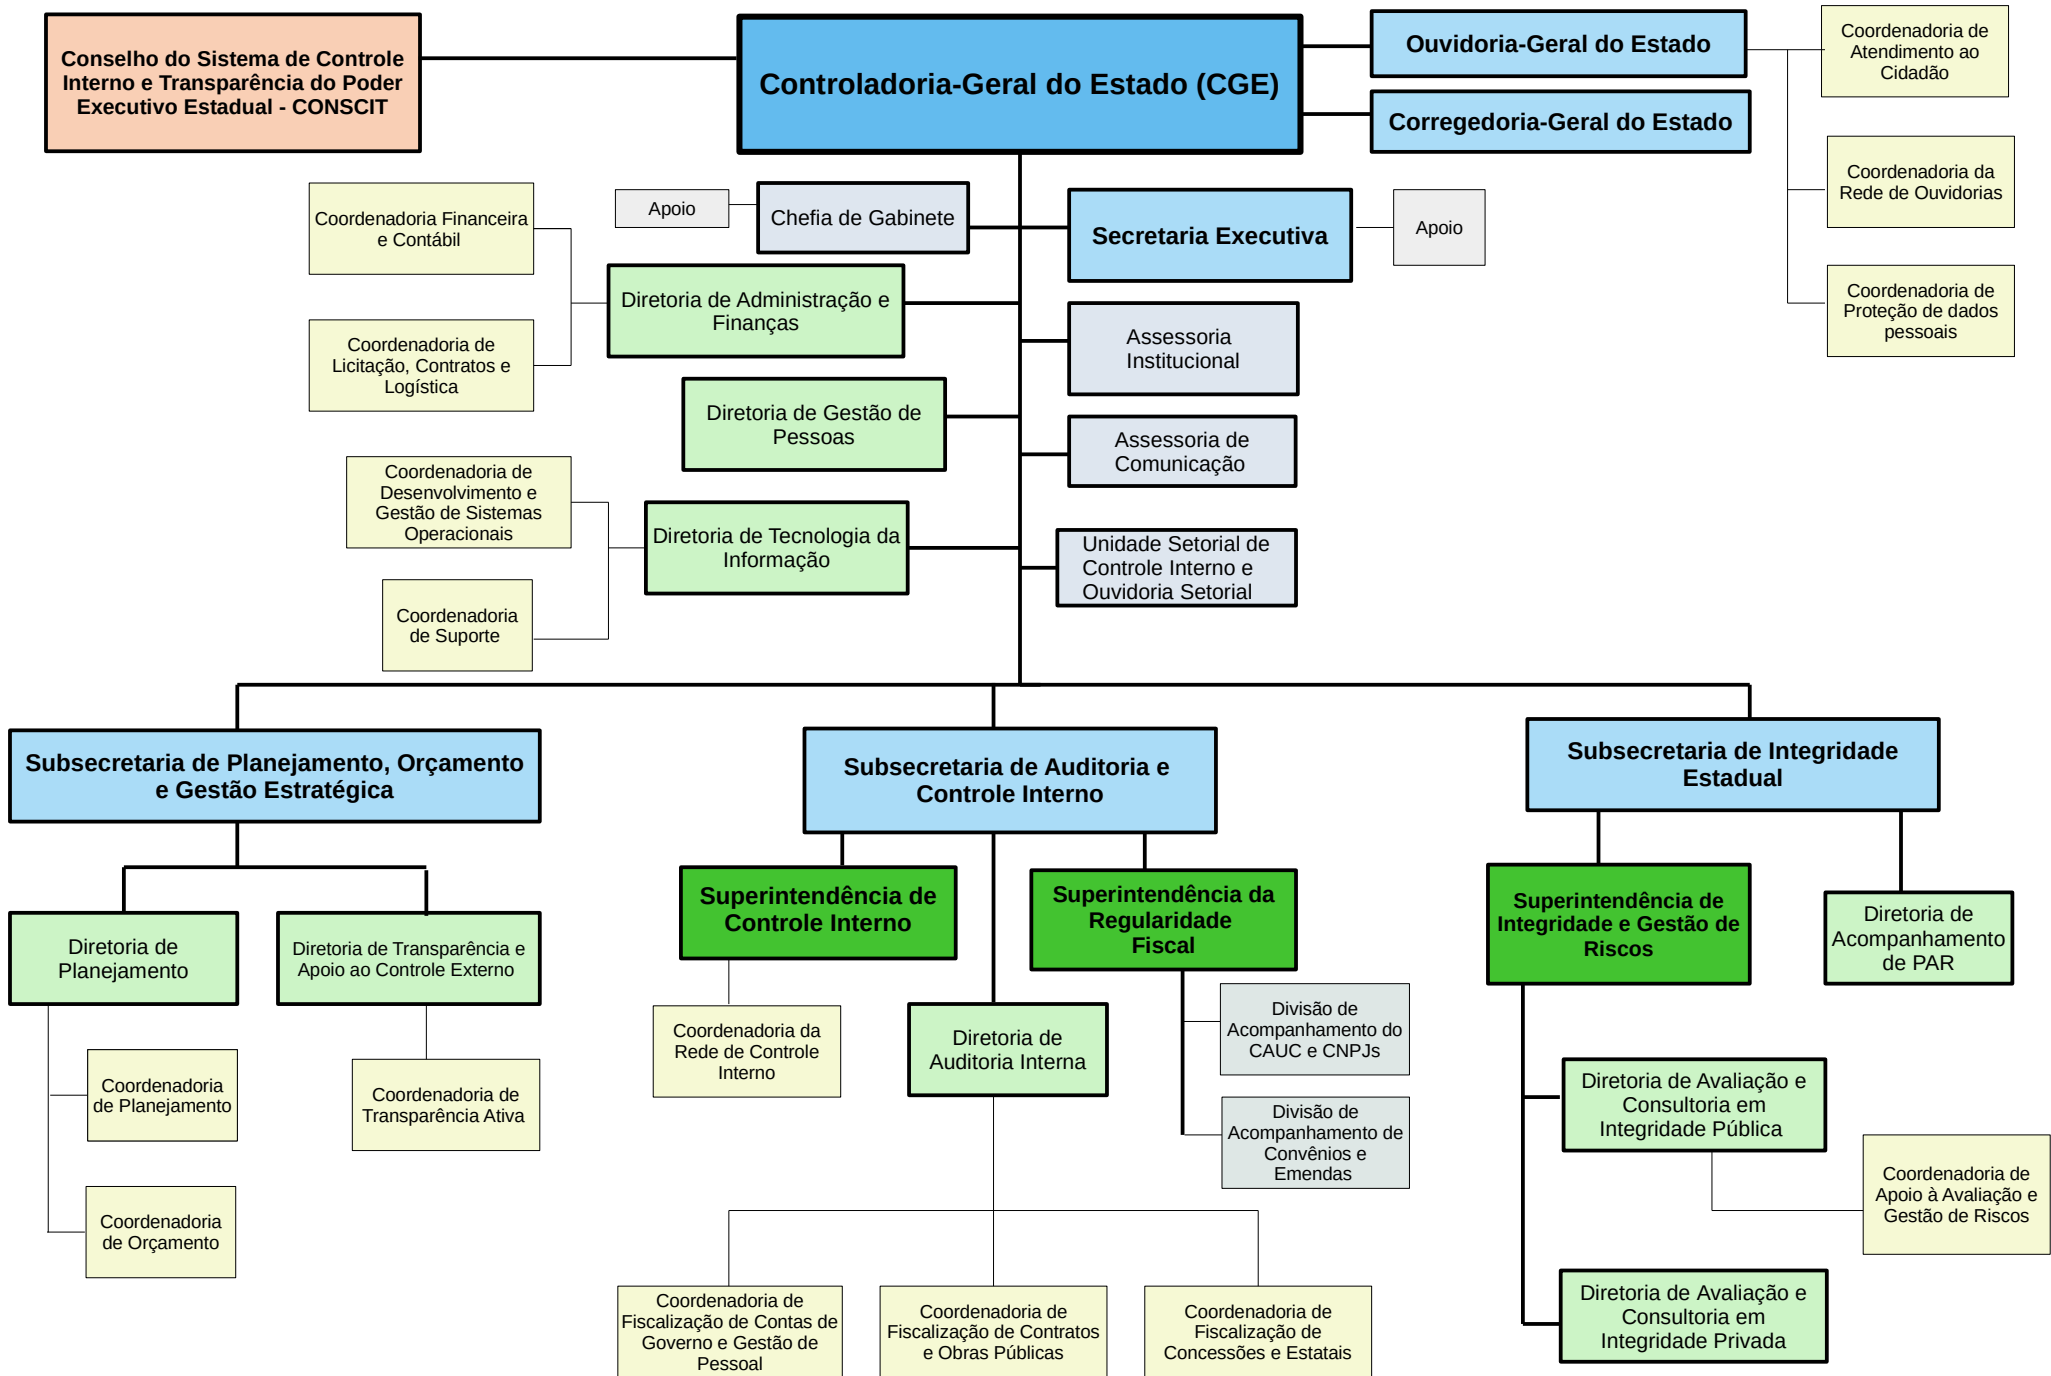 Conselho do Sistema de Controle
Interno e Transparência do Poder
Executivo Estadual - CONSCIT
Controladoria-Geral do Estado (CGE)
Ouvidoria-Geral do Estado
Corregedoria-Geral do Estado
Coordenadoria de
Atendimento ao
Cidadão
Coordenadoria da
Rede de Ouvidorias
Coordenadoria de
Proteção de dados
pessoais
Apoio
Chefia de Gabinete
Secretaria Executiva
Apoio
Coordenadoria Financeira
e Contábil
Coordenadoria de
Licitação, Contratos e
Logística
Diretoria de Administração e
Finanças
Assessoria
Institucional
Diretoria de Gestão de
Pessoas
Assessoria de
Comunicação
Coordenadoria de
Desenvolvimento e
Gestão de Sistemas
Operacionais
Coordenadoria
de Suporte
Diretoria de Tecnologia da
Informação
Unidade Setorial de
Controle Interno e
Ouvidoria Setorial
Subsecretaria de Planejamento, Orçamento
e Gestão Estratégica
Subsecretaria de Auditoria e
Controle Interno
Subsecretaria de Integridade
Estadual
Diretoria de
Planejamento
Diretoria de Transparência e
Apoio ao Controle Externo
Coordenadoria
de Planejamento
Coordenadoria de
Transparência Ativa
Coordenadoria
de Orçamento
Superintendência de
Controle Interno
Superintendência da
Regularidade
Fiscal
Coordenadoria da
Rede de Controle
Interno
Diretoria de
Auditoria Interna
Divisão de
Acompanhamento do
CAUC e CNPJs
Divisão de
Acompanhamento de
Convênios e
Emendas
Coordenadoria de
Fiscalização de Contas de
Governo e Gestão de
Pessoal
Coordenadoria de
Fiscalização de Contratos
e Obras Públicas
Coordenadoria de
Fiscalização de
Concessões e Estatais
Superintendência de
Integridade e Gestão de
Riscos
Diretoria de
Acompanhamento
de PAR
Diretoria de Avaliação e
Consultoria em
Integridade Pública
Coordenadoria de
Apoio à Avaliação e
Gestão de Riscos
Diretoria de Avaliação e
Consultoria em
Integridade Privada